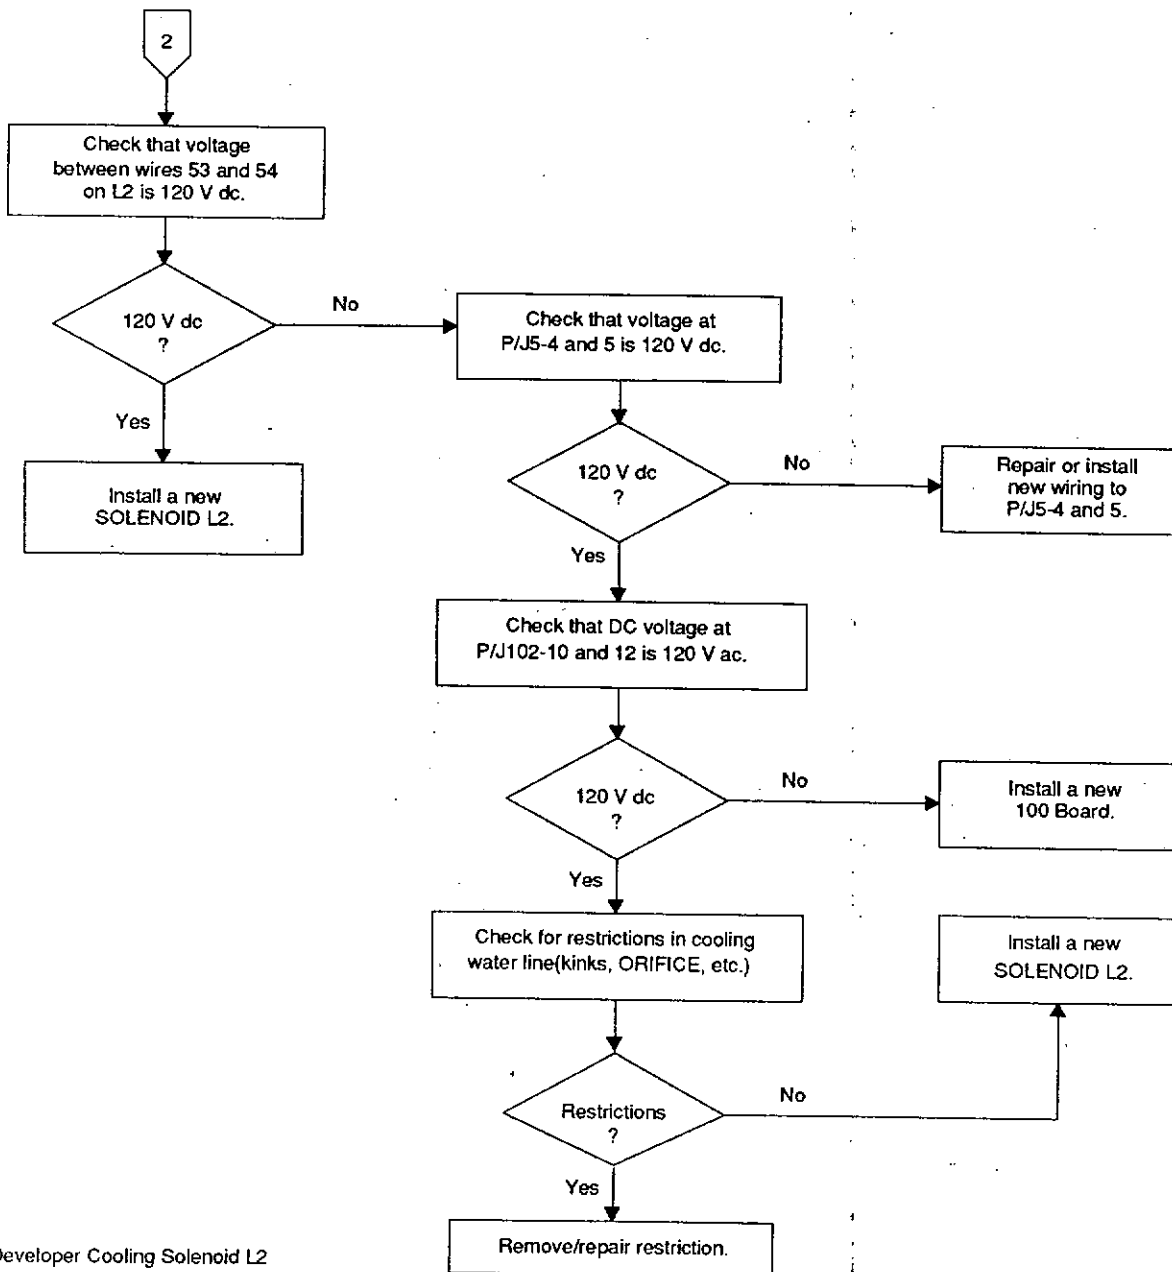 2
Check that voltage
between wires 53 and 54
on L2 is 120 V dc.
120 V dc
?
No
Check that voltage at
P/J5-4 and 5 is 120 V dc.
Yes
Install a new
SOLENOID L2.
120 V dc
?
No
Repair or install
new wiring to
P/J5-4 and 5.
Yes
Check that DC voltage at
P/J102-10 and 12 is 120 V ac.
120 V dc
?
No
Install a new
100 Board.
Yes
Check for restrictions in cooling
water line(kinks, ORIFICE, etc.)
Install a new
SOLENOID L2.
Restrictions
?
No
Yes
Remove/repair restriction.
eveloper Cooling Solenoid L2